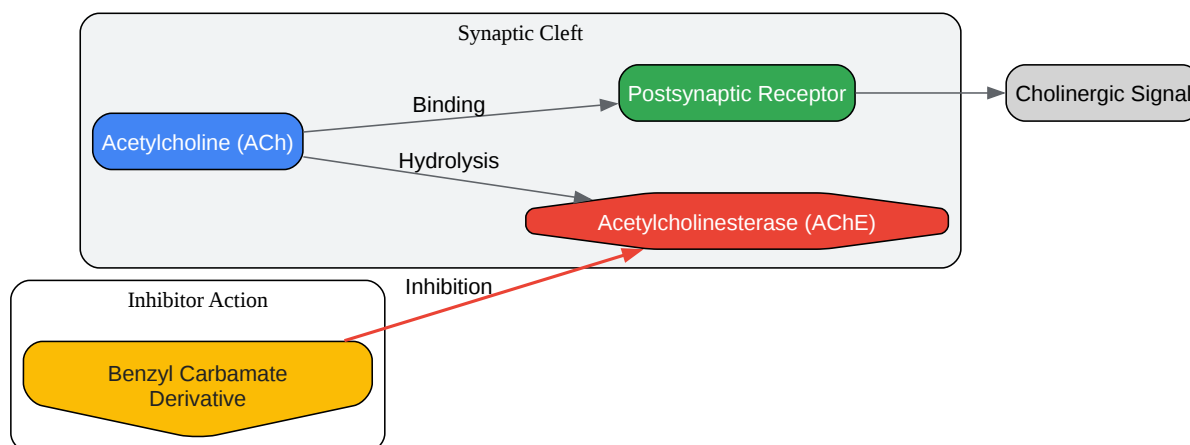 Synaptic Cleft
Postsynaptic Receptor
Cholinergic Signal
Binding
Acetylcholine (ACh)
Hydrolysis
Acetylcholinesterase (AChE)
Inhibition
Inhibitor Action
Benzyl Carbamate
Derivative